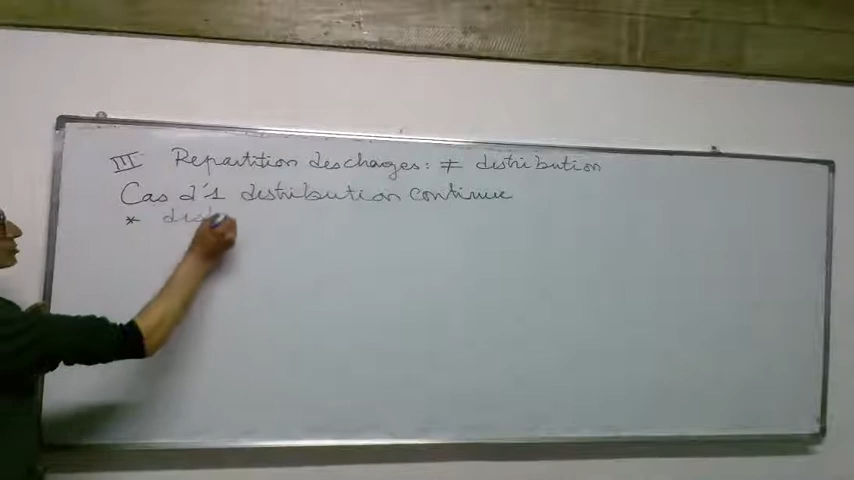 III Repartition des charges: ≠ distribution
Cas d'1 distribution continue
*